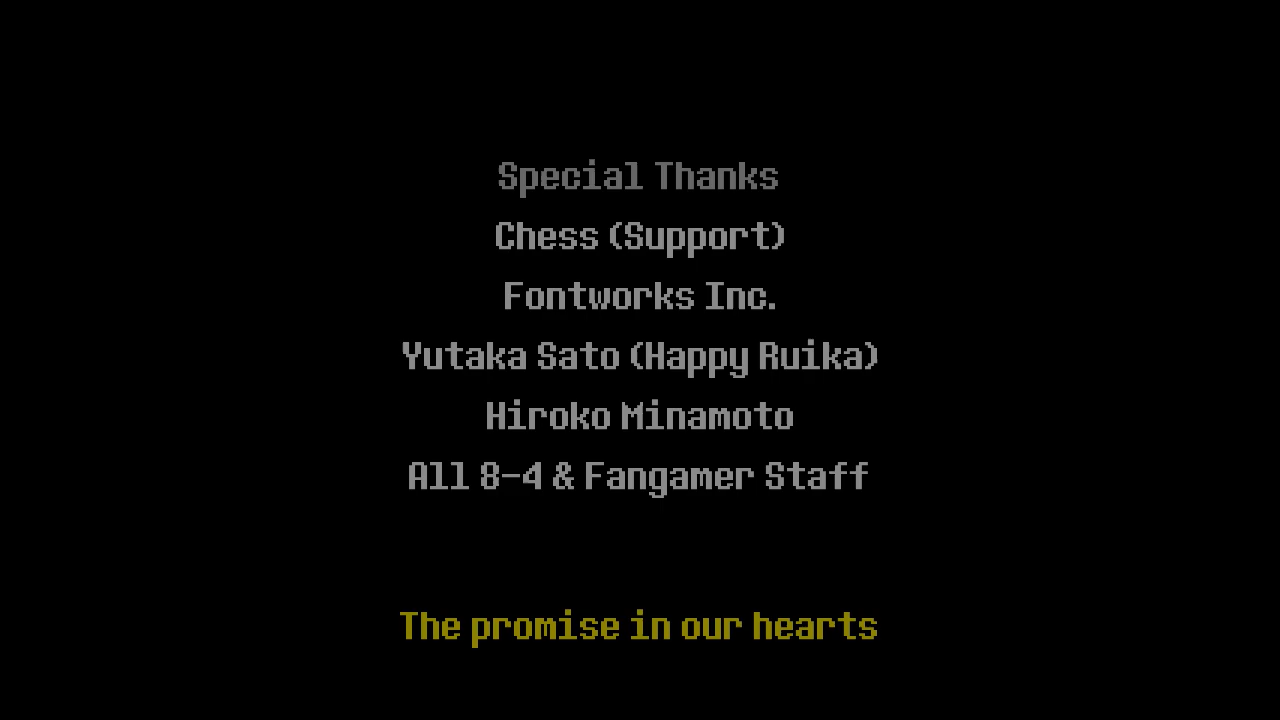 Special Thanks
Chess (Support)
Fontworks Inc.
Yutaka Sato (Happy Ruika)
Hiroko Minamoto
All 8-4 & Fangamer Staff
The promise in our hearts